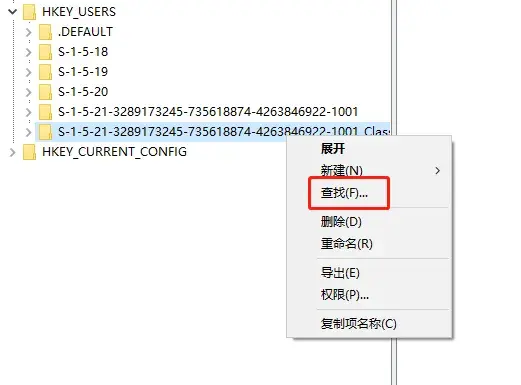 HKEY_USERS
.DEFAULT
S-1-5-18
S-1-5-19
S-1-5-20
S-1-5-21-3289173245-735618874-4263846922-1001
S-1-5-21-3289173245-735618874-4263846922-1001_Clas
HKEY_CURRENT_CONFIG
展开
新建(N)
查找(F)...
删除(D)
重命名(R)
导出(E)
权限(P)...
复制项名称(C)